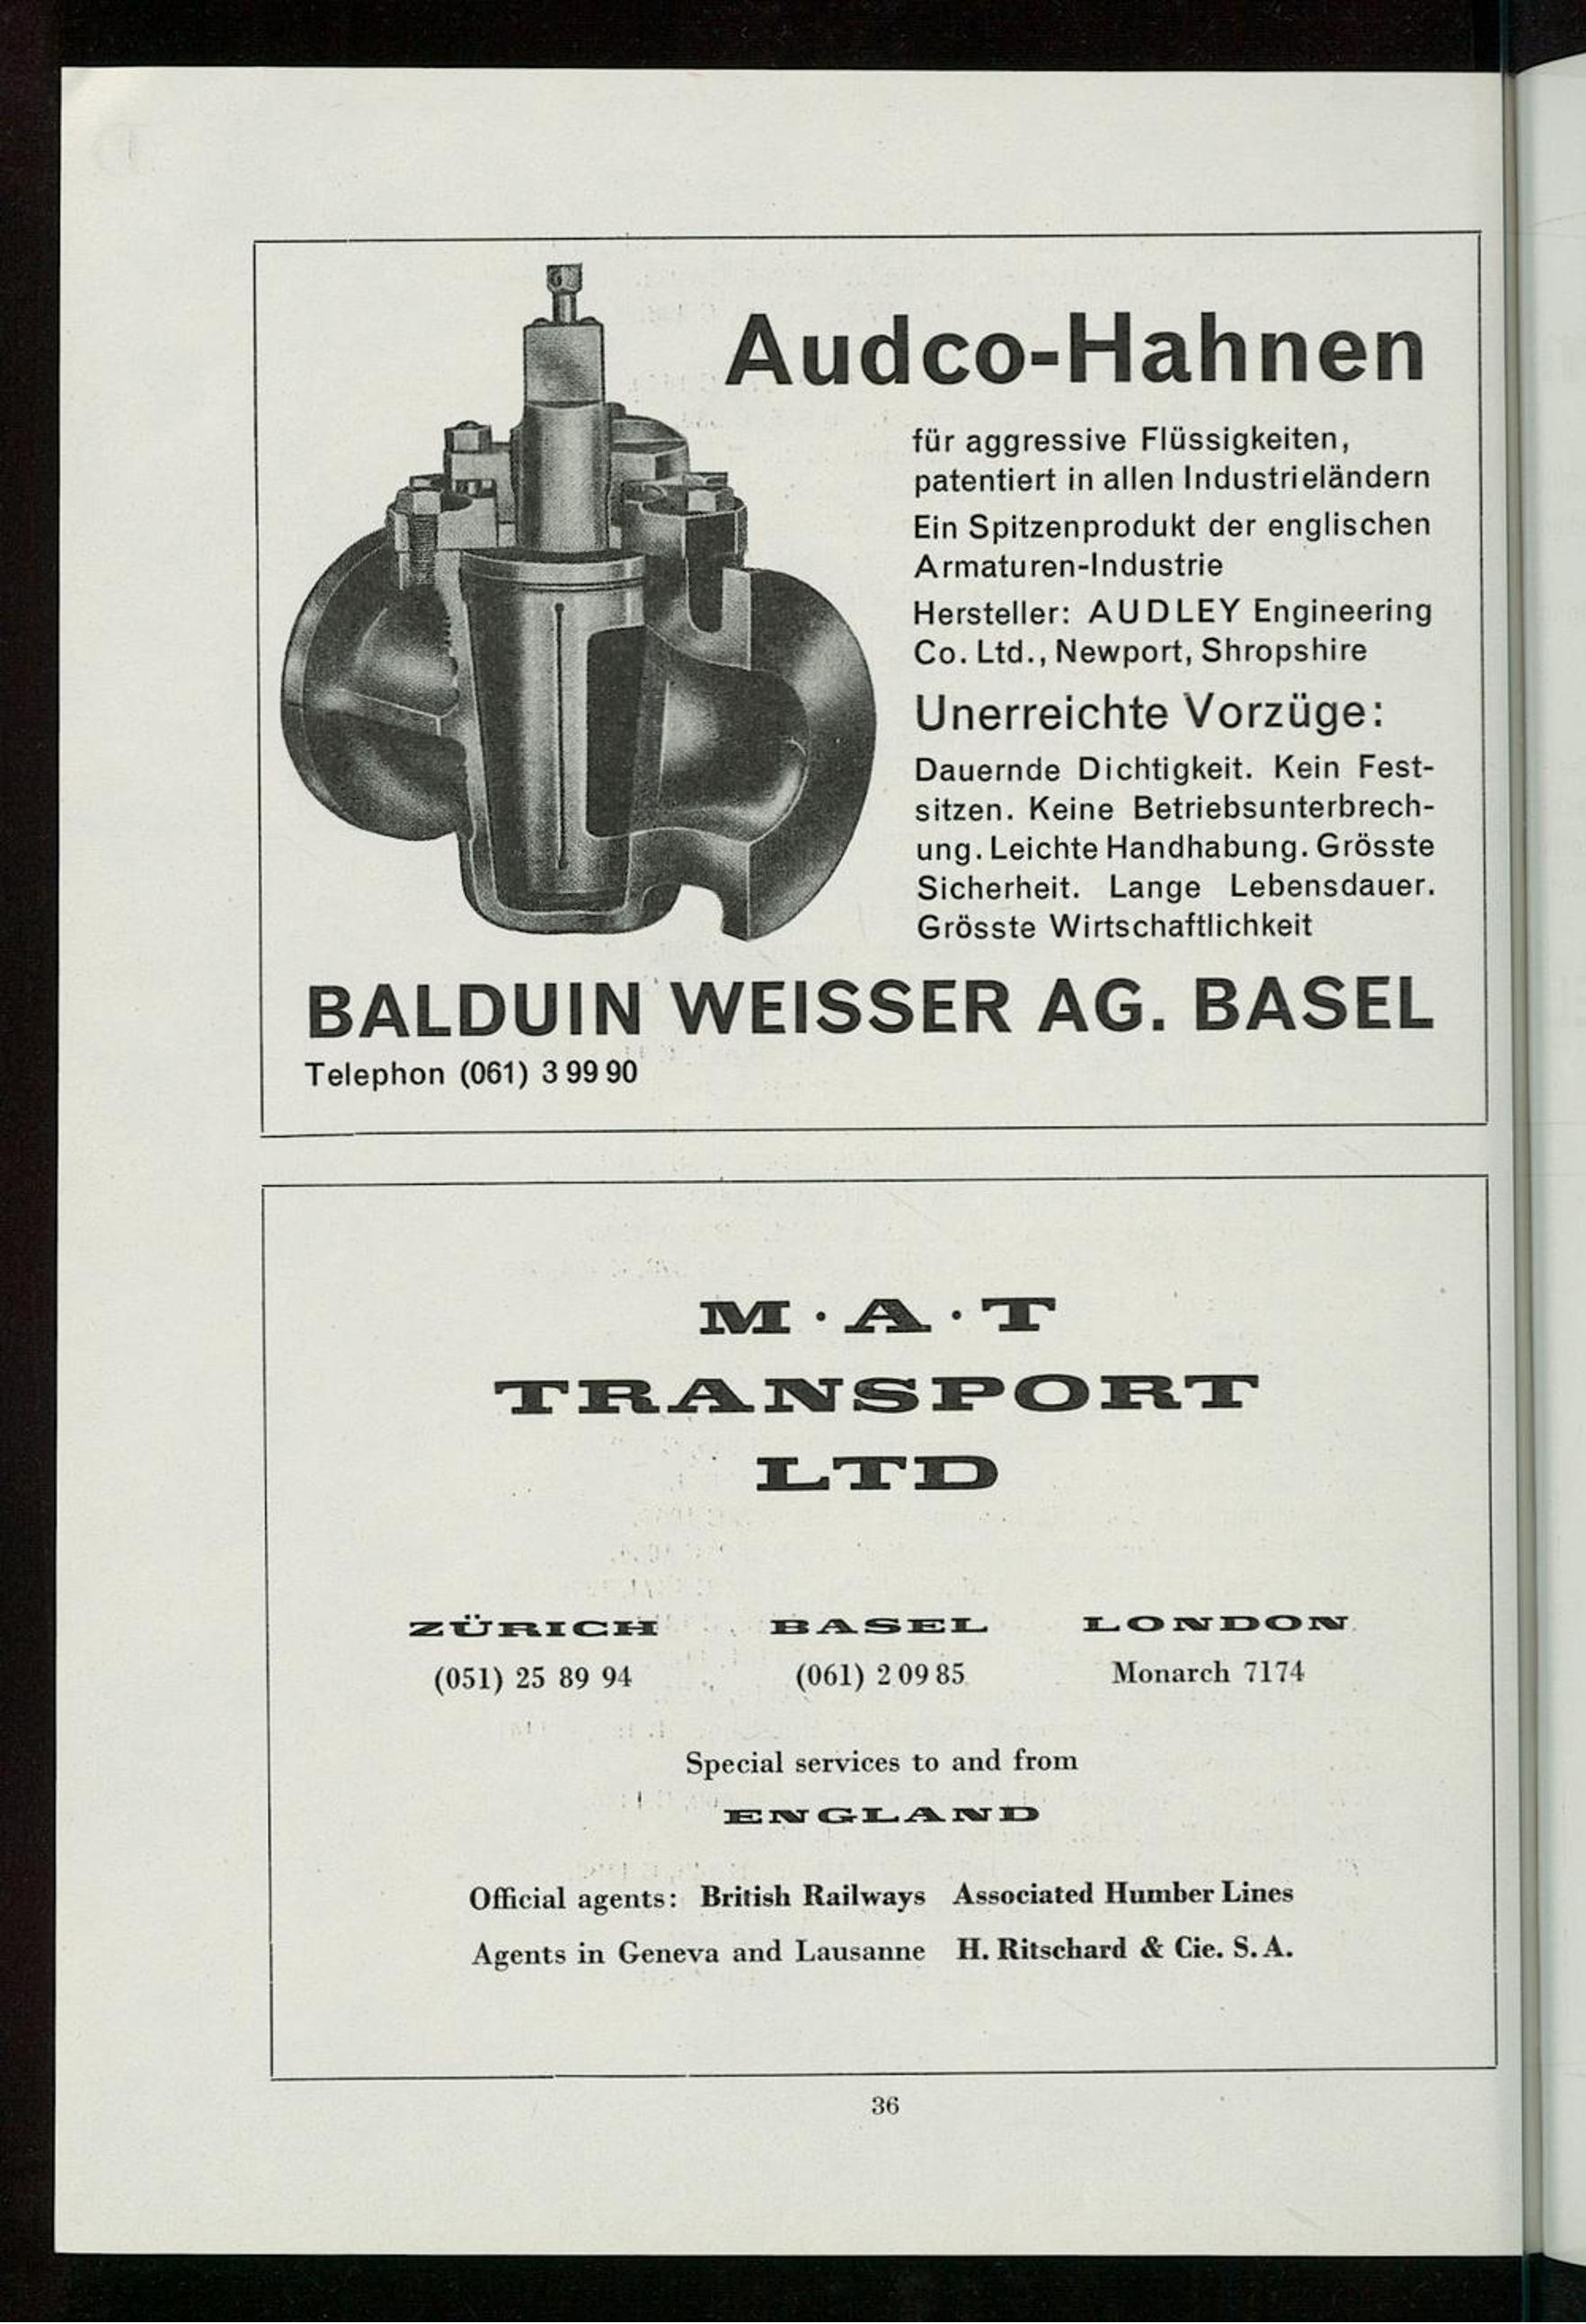 Audco-Hahnen
für aggressive Flüssigkeiten,
patentiert in allen Industrieländern
Ein Spitzenprodukt der englischen
Armaturen-Industrie
Hersteller: AUDLEY Engineering
Co. Ltd., Newport, Shropshire
Unerreichte Vorzüge:
Dauernde Dichtigkeit. Kein Fest-
sitzen. Keine Betriebsunterbrech-
ung. Leichte Handhabung. Grösste
Sicherheit. Lange Lebensdauer.
Grösste Wirtschaftlichkeit
BALDUIN WEISSER AG. BASEL
Telephon (061) 3 99 90
M · A · T
TRANSPORT
LTD
ZÜRICH BASEL LONDON
(051) 25 89 94 (061) 2 09 85 Monarch 7174
Special services to and from
ENGLAND
Official agents: British Railways Associated Humber Lines
Agents in Geneva and Lausanne H. Ritschard & Cie. S. A.
36